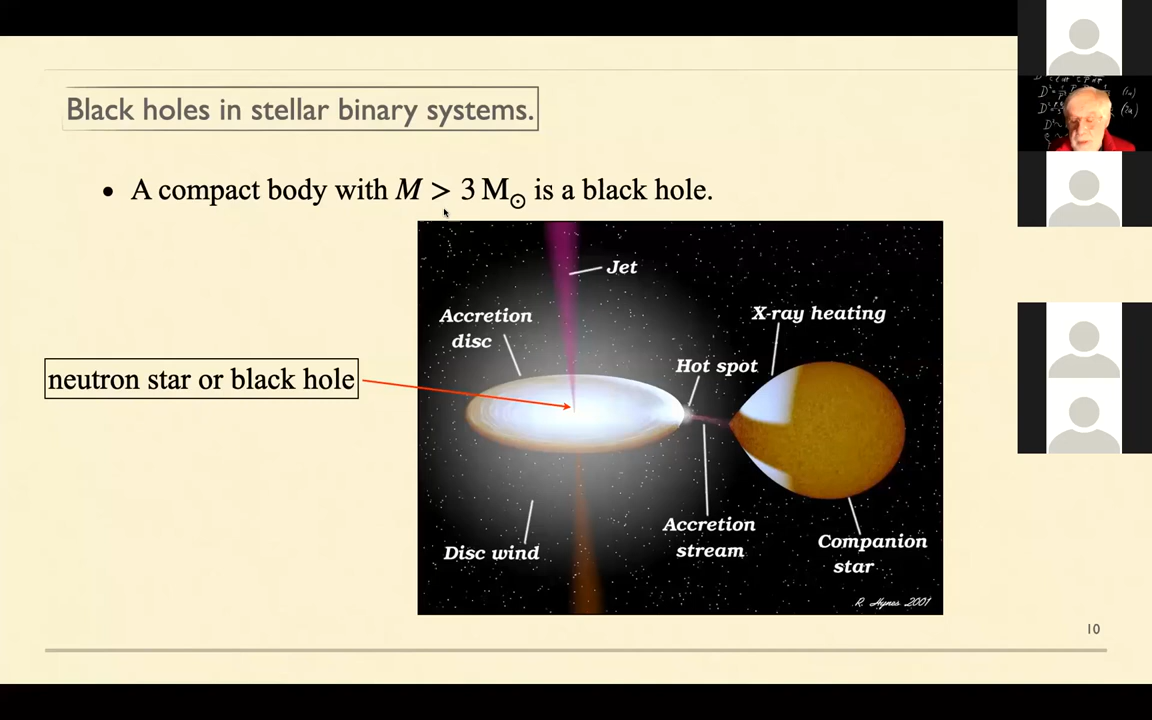 Black holes in stellar binary systems.
• A compact body with M > 3 M☉ is a black hole.
Jet
Accretion
disc
X-ray heating
Hot spot
neutron star or black hole
Accretion
stream
Disc wind
Companion
star
R. Hynes 2001
10